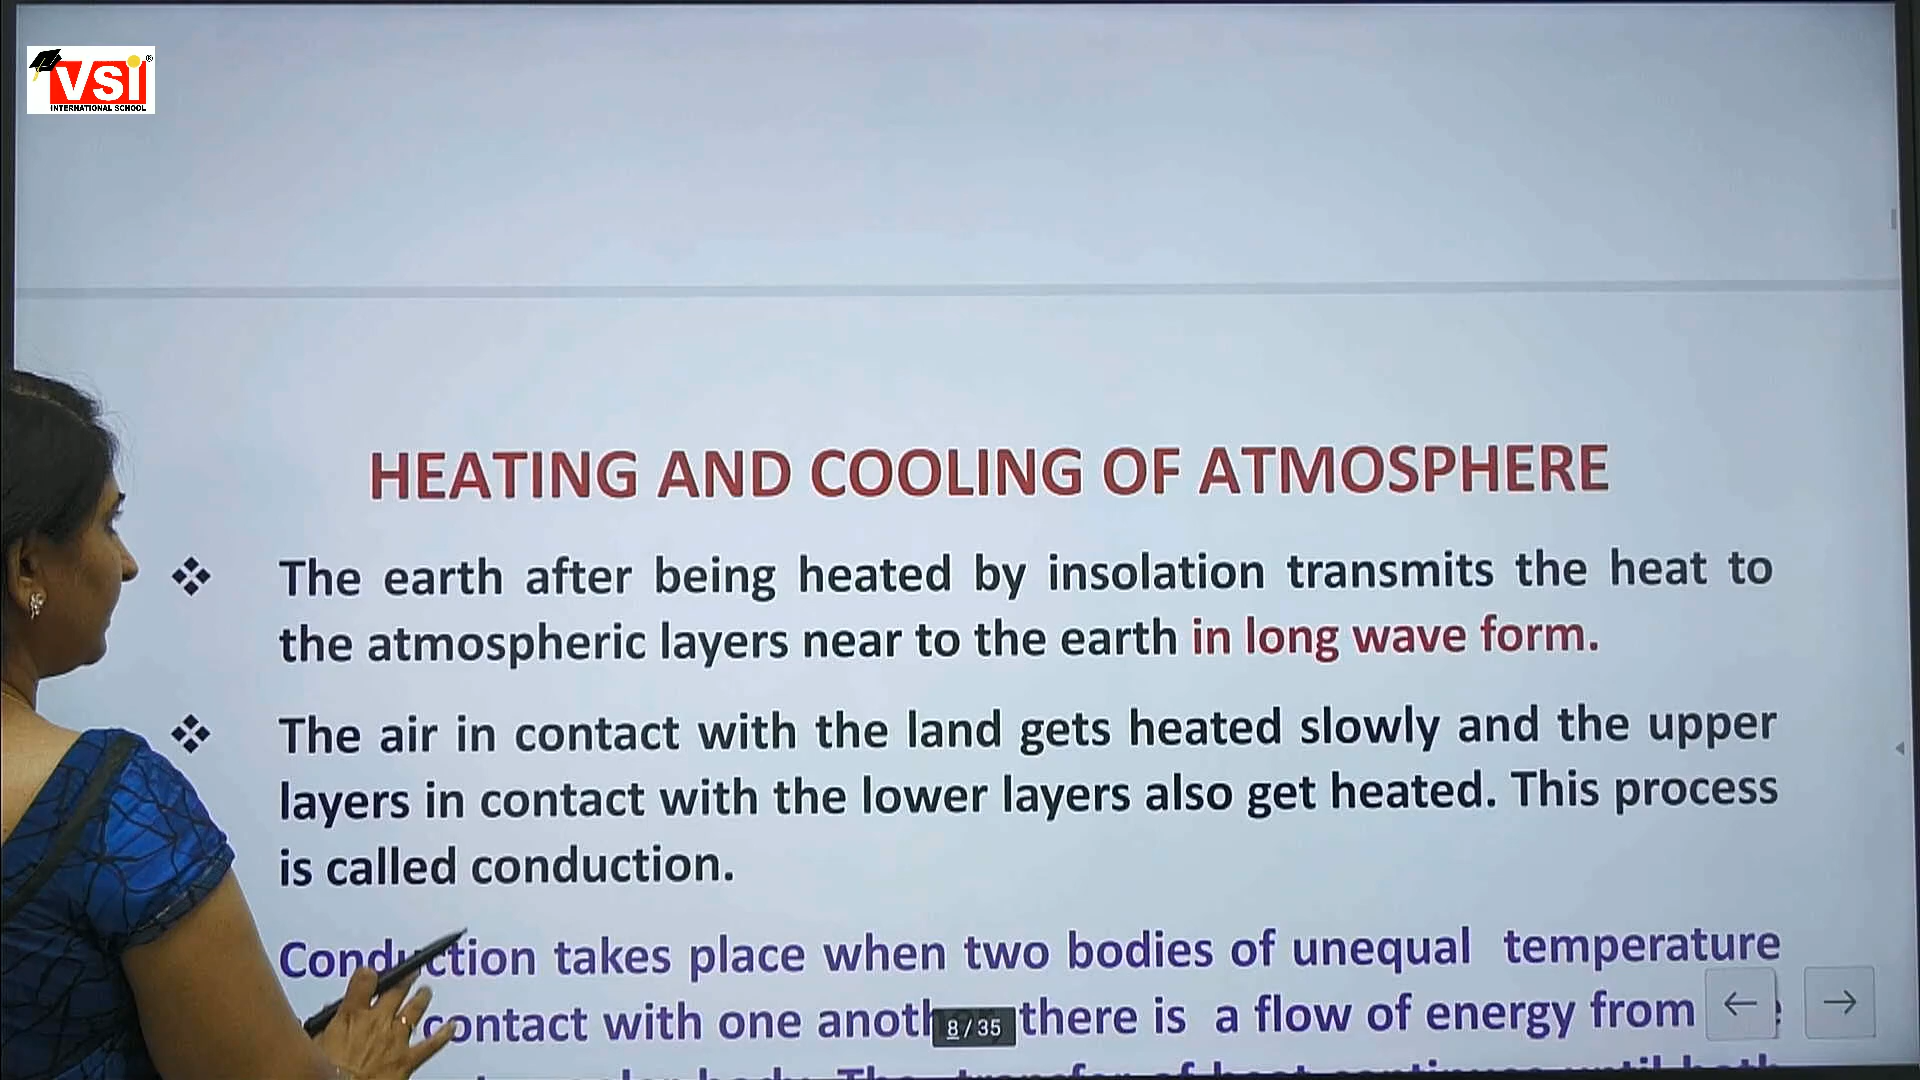 VSI
INTERNATIONAL SCHOOL
HEATING AND COOLING OF ATMOSPHERE
The earth after being heated by insolation transmits the heat to
the atmospheric layers near to the earth in long wave form.
The air in contact with the land gets heated slowly and the upper
layers in contact with the lower layers also get heated. This process
is called conduction.
Conduction takes place when two bodies of unequal temperature
contact with one there is a flow of energy from
8/35